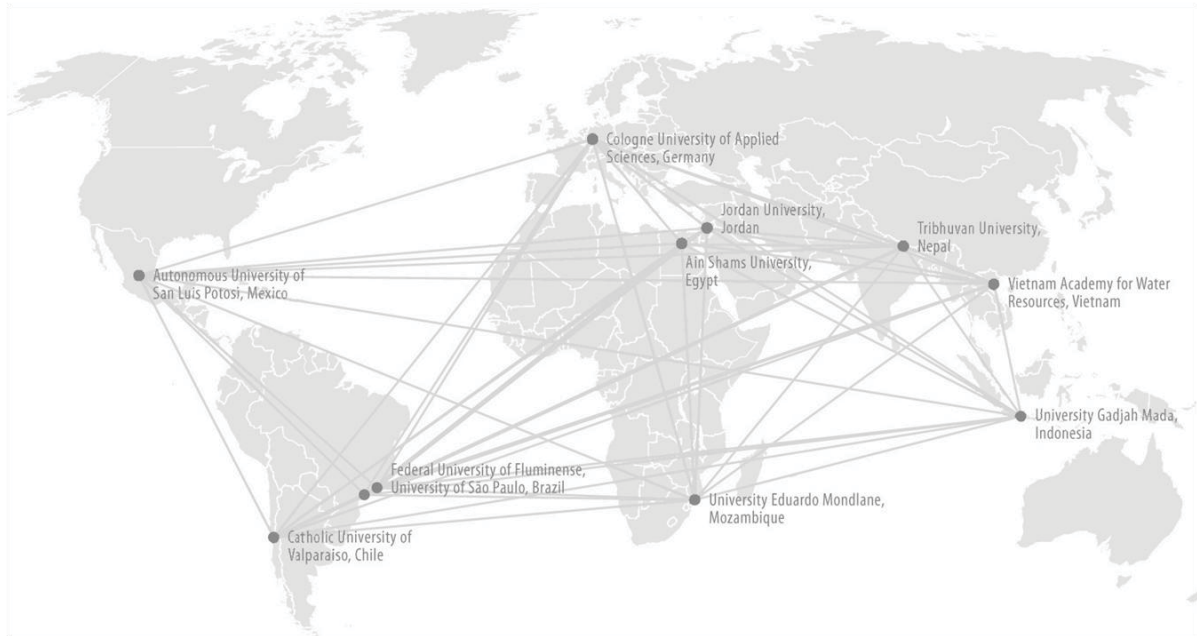 Cologne University of Applied
Sciences, Germany
Jordan University,
Jordan
Tribhuvan University,
Nepal
Ain Shams University,
Egypt
Autonomous University of
San Luis Potosi, Mexico
Vietnam Academy for Water
Resources, Vietnam
University Gadjah Mada,
Indonesia
Federal University of Fluminense,
University of São Paulo, Brazil
University Eduardo Mondlane,
Mozambique
Catholic University of
Valparaiso, Chile